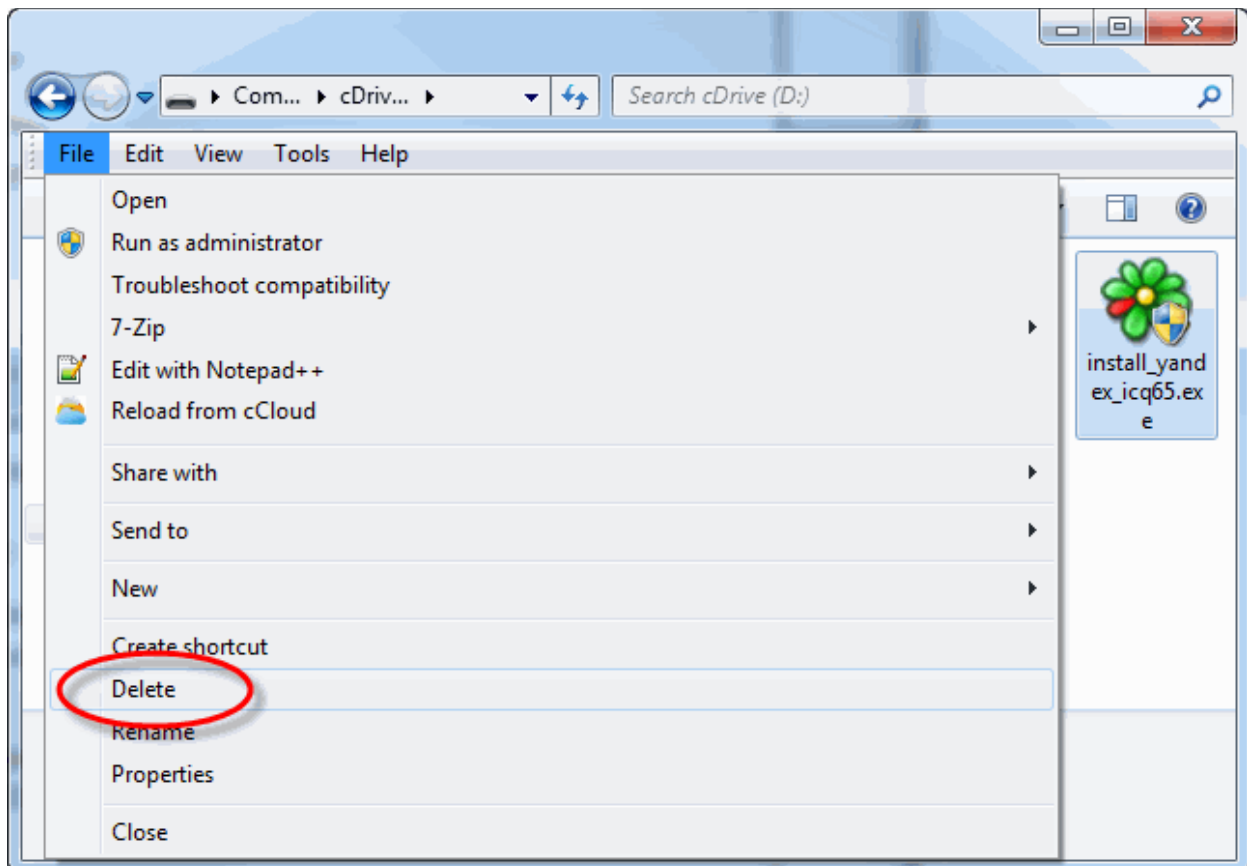 Com... cDriv...
Search cDrive (D:)
File Edit View Tools Help
Open
Run as administrator
Troubleshoot compatibility
7-Zip
Edit with Notepad++
Reload from cCloud
Share with
Send to
New
Create shortcut
Delete
Rename
Properties
Close
install_yand
ex_icq65.ex
e